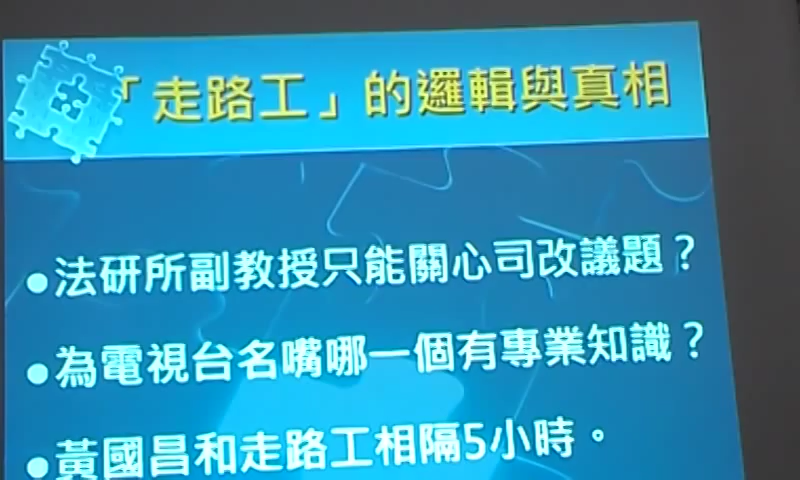 「走路工」的邏輯與真相
●法研所副教授只能關心司改議題？
●為電視台名嘴哪一個有專業知識？
●黃國昌和走路工相隔5小時。